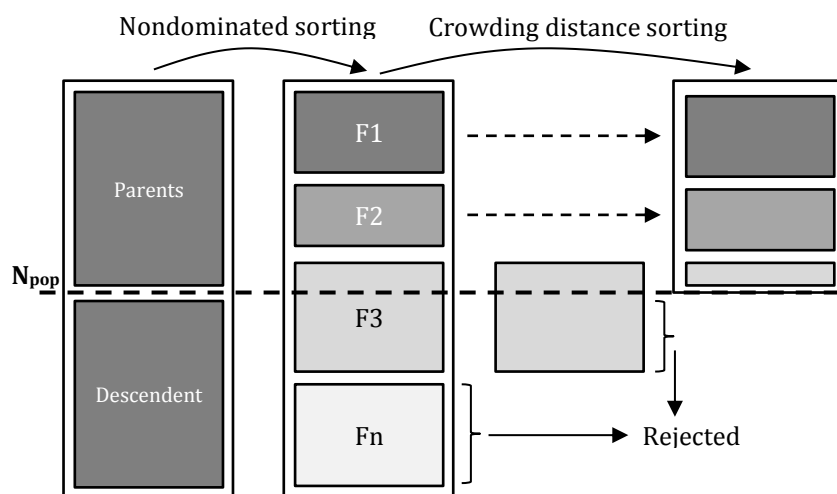 Nondominated sorting
Crowding distance sorting
Parents
F1
F2
Npop
F3
Descendent
Fn
Rejected